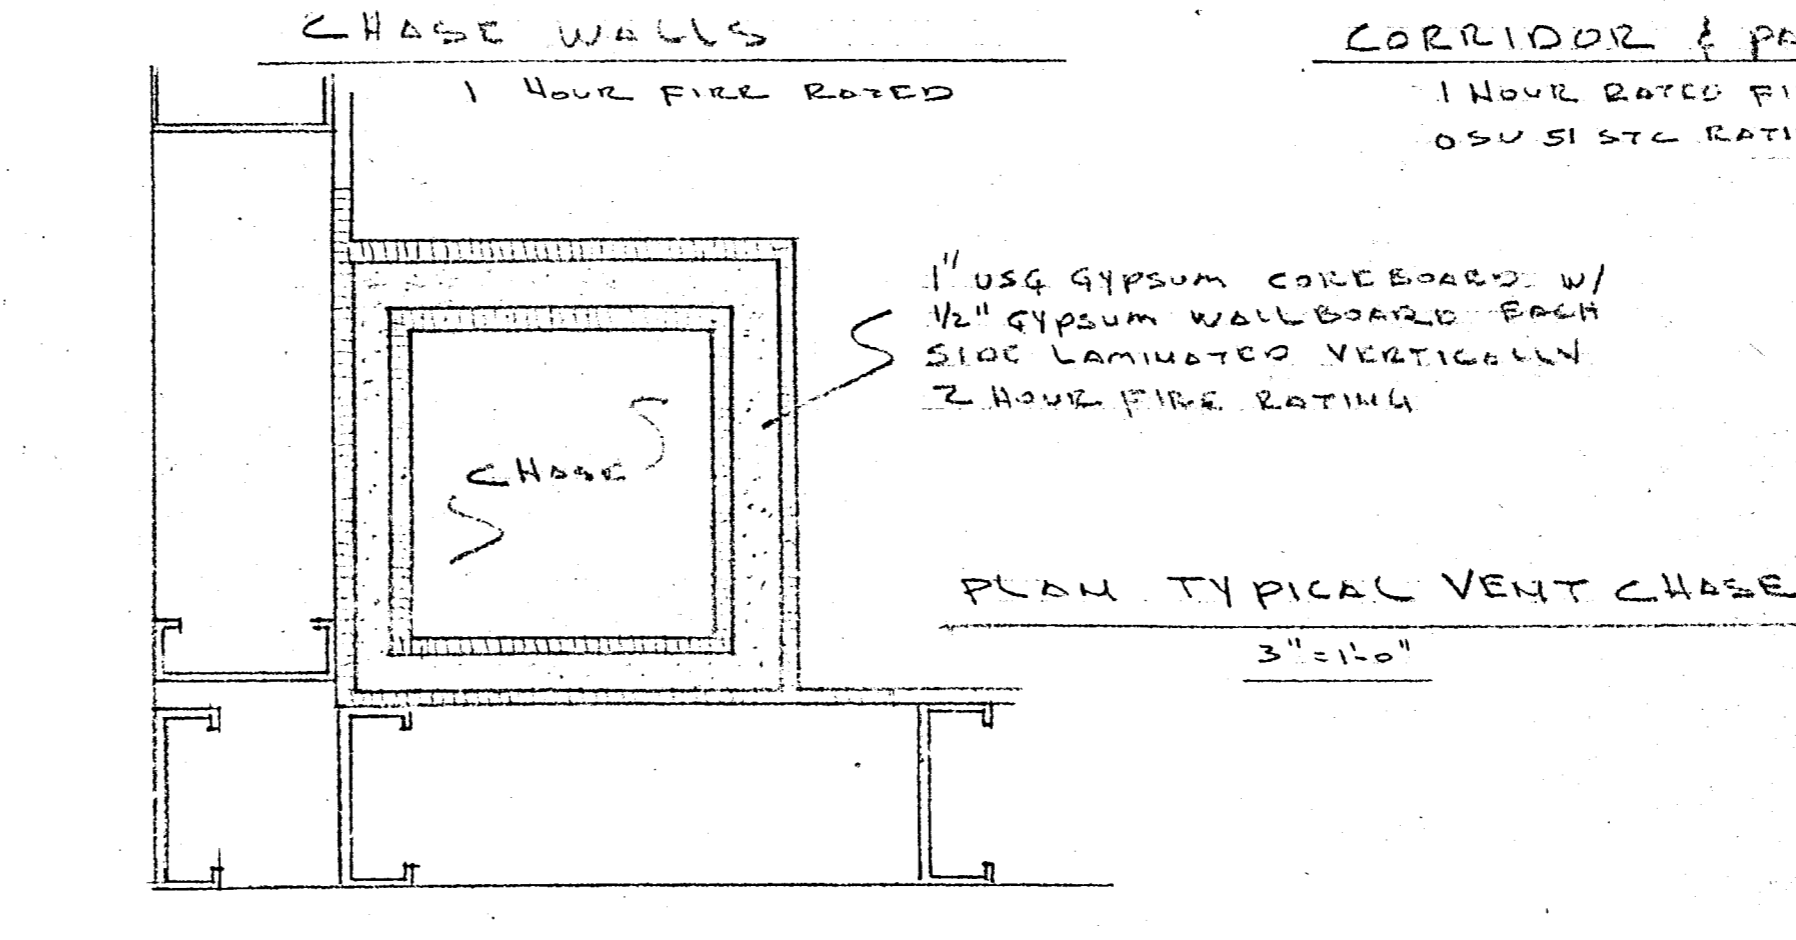 CHASE WALLS
1 HOUR FIRE RATED
CORRIDOR & PA
1 HOUR RATED FI
OSU 51 STC RATI
1" USG GYPSUM COREBOARD W/
1/2" GYPSUM WALLBOARD EACH
SIDE LAMINATED VERTICALLY
2 HOUR FIRE RATING
CHASE
PLAN TYPICAL VENT CHASE
3"=1'-0"